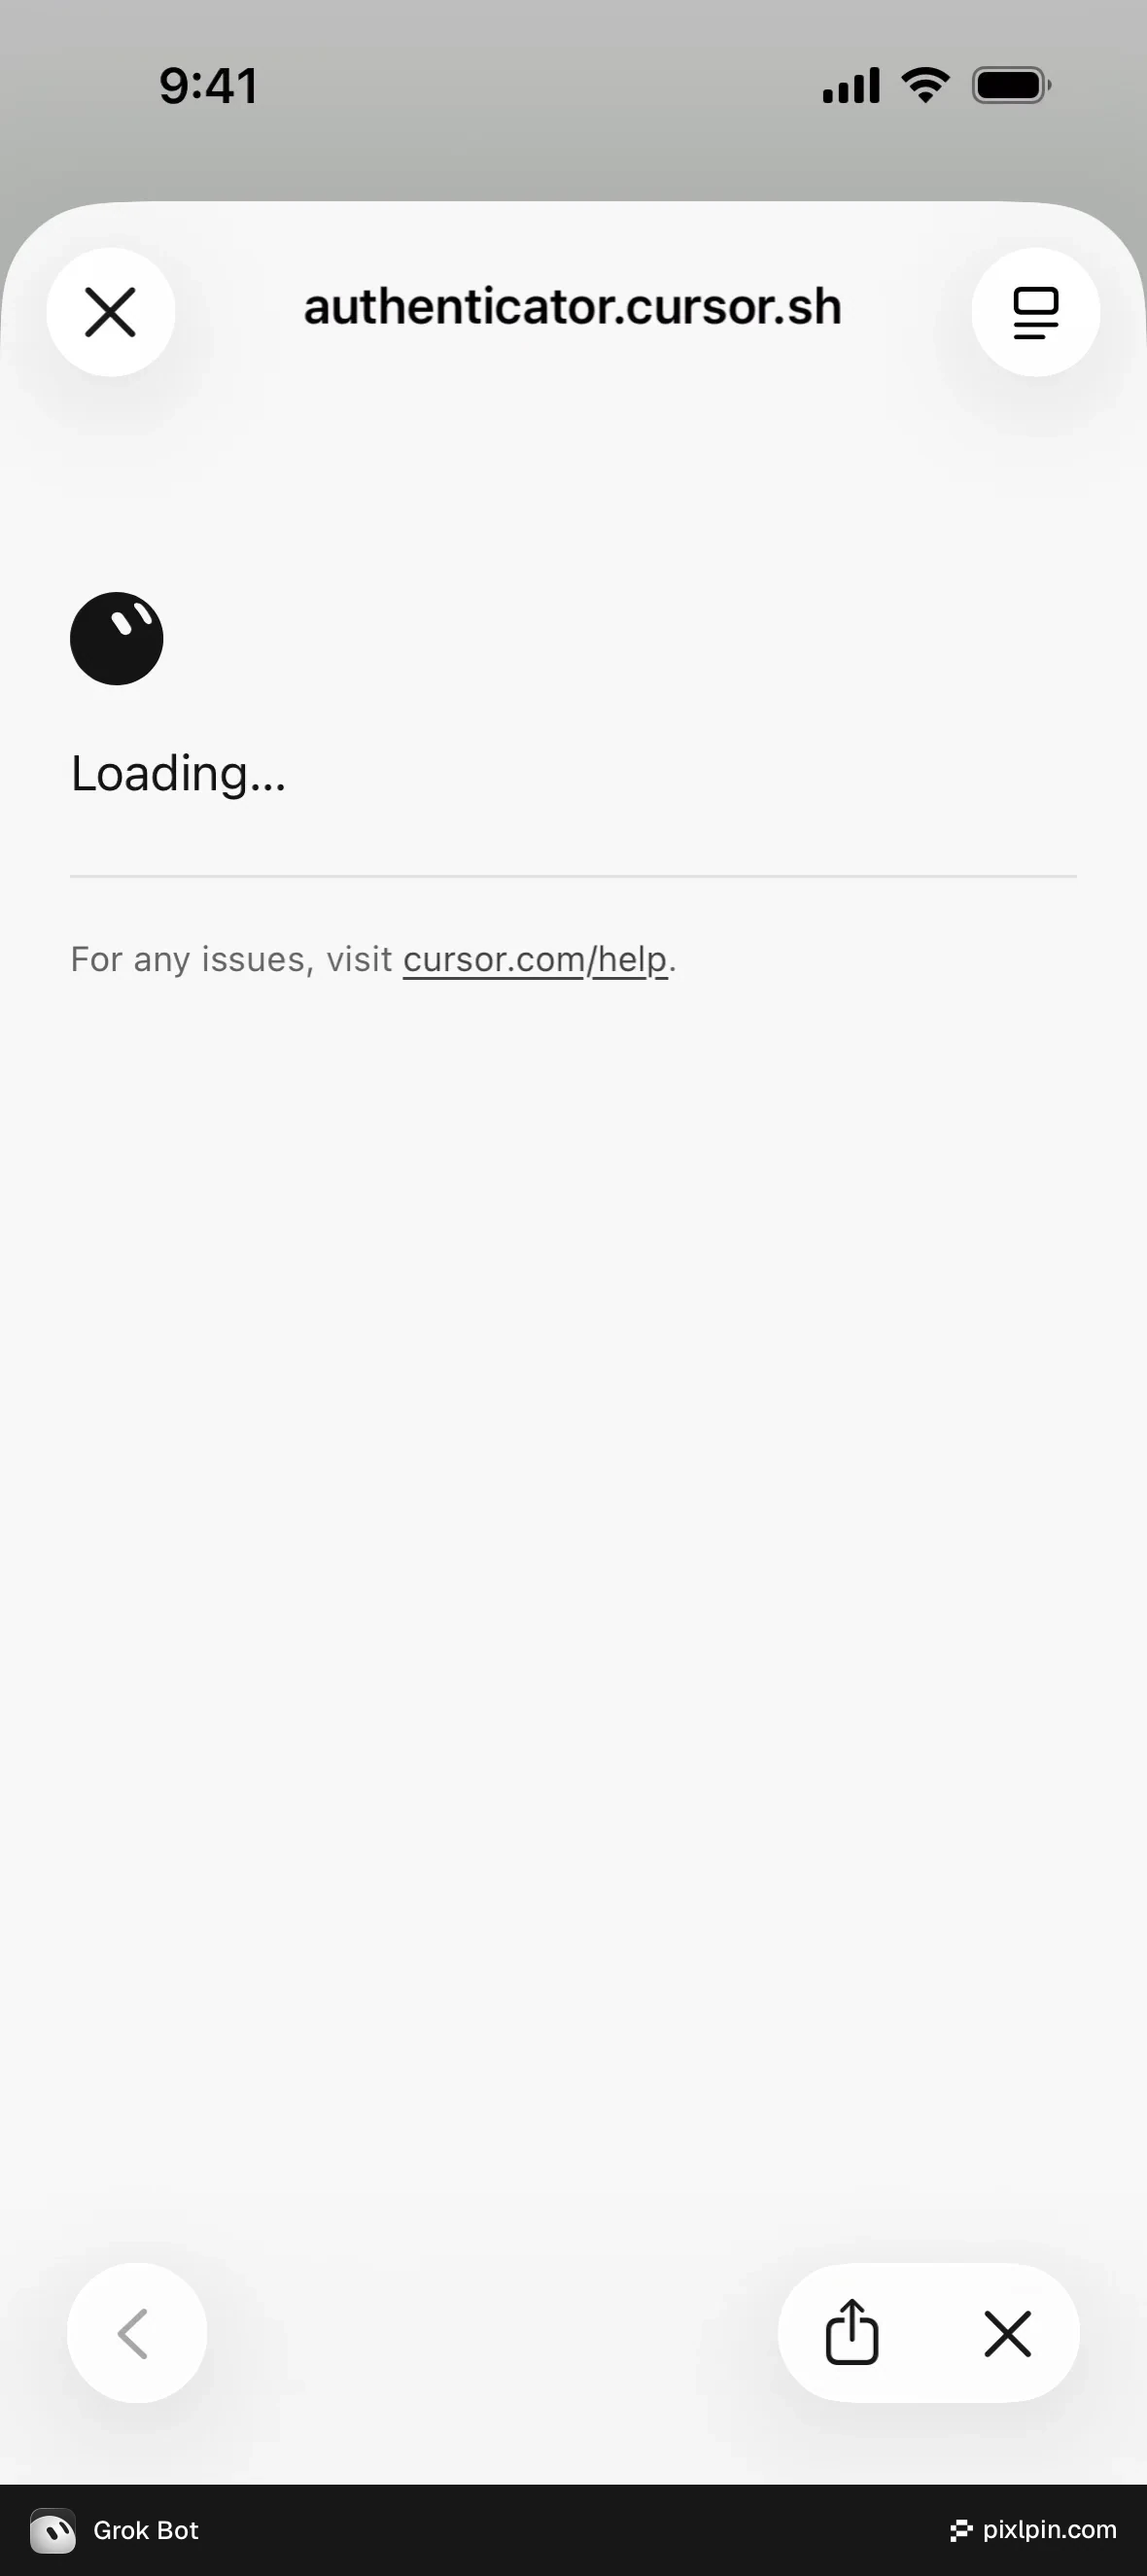 9:41
authenticator.cursor.sh
Loading...
For any issues, visit cursor.com/help.
Grok Bot
pixlpin.com